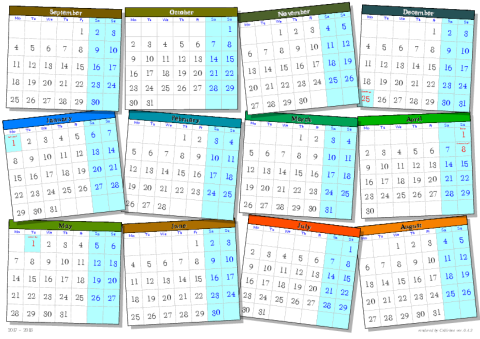 September
Mo Tu We Th Fr Sa Su
1 2 3
4 5 6 7 8 9 10
11 12 13 14 15 16 17
18 19 20 21 22 23 24
25 26 27 28 29 30
October
Mo Tu We Th Fr Sa Su
1
2 3 4 5 6 7 8
9 10 11 12 13 14 15
16 17 18 19 20 21 22
23 24 25 26 27 28 29
30 31
November
Mo Tu We Th Fr Sa Su
1 2 3 4 5
6 7 8 9 10 11 12
13 14 15 16 17 18 19
20 21 22 23 24 25 26
27 28 29 30
December
Mo Tu We Th Fr Sa Su
1 2 3
4 5 6 7 8 9 10
11 12 13 14 15 16 17
18 19 20 21 22 23 24
25 26 27 28 29 30 31
January
Mo Tu We Th Fr Sa Su
1 2 3 4 5 6 7
8 9 10 11 12 13 14
15 16 17 18 19 20 21
22 23 24 25 26 27 28
29 30 31
February
Mo Tu We Th Fr Sa Su
1 2 3 4
5 6 7 8 9 10 11
12 13 14 15 16 17 18
19 20 21 22 23 24 25
26 27 28
March
Mo Tu We Th Fr Sa Su
1 2 3 4
5 6 7 8 9 10 11
12 13 14 15 16 17 18
19 20 21 22 23 24 25
26 27 28 29 30 31
April
Mo Tu We Th Fr Sa Su
1
2 3 4 5 6 7 8
9 10 11 12 13 14 15
16 17 18 19 20 21 22
23 24 25 26 27 28 29
30
May
Mo Tu We Th Fr Sa Su
1 2 3 4 5 6
7 8 9 10 11 12 13
14 15 16 17 18 19 20
21 22 23 24 25 26 27
28 29 30 31
June
Mo Tu We Th Fr Sa Su
1 2 3
4 5 6 7 8 9 10
11 12 13 14 15 16 17
18 19 20 21 22 23 24
25 26 27 28 29 30
July
Mo Tu We Th Fr Sa Su
1
2 3 4 5 6 7 8
9 10 11 12 13 14 15
16 17 18 19 20 21 22
23 24 25 26 27 28 29
30 31
August
Mo Tu We Th Fr Sa Su
1 2 3 4 5
6 7 8 9 10 11 12
13 14 15 16 17 18 19
20 21 22 23 24 25 26
27 28 29 30 31
2017 - 2018